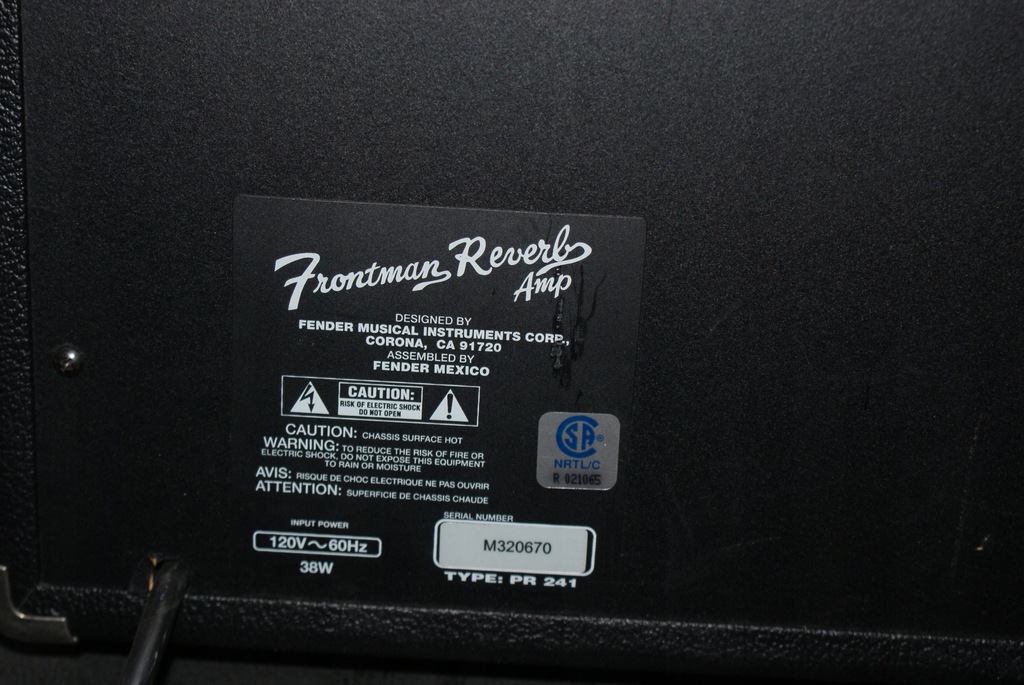 Frontman Reverb
Amp
DESIGNED BY
FENDER MUSICAL INSTRUMENTS CORP.,
CORONA, CA 91720
ASSEMBLED BY
FENDER MEXICO
CAUTION:
RISK OF ELECTRIC SHOCK
DO NOT OPEN
CAUTION: CHASSIS SURFACE HOT
WARNING: TO REDUCE THE RISK OF FIRE OR
ELECTRIC SHOCK, DO NOT EXPOSE THIS EQUIPMENT
TO RAIN OR MOISTURE
AVIS: RISQUE DE CHOC ELECTRIQUE NE PAS OUVRIR
ATTENTION: SUPERFICIE DE CHASSIS CHAUDE
SA®
NRTL/C
R 021065
INPUT POWER
120V~60Hz
38W
SERIAL NUMBER
M320670
TYPE: PR 241